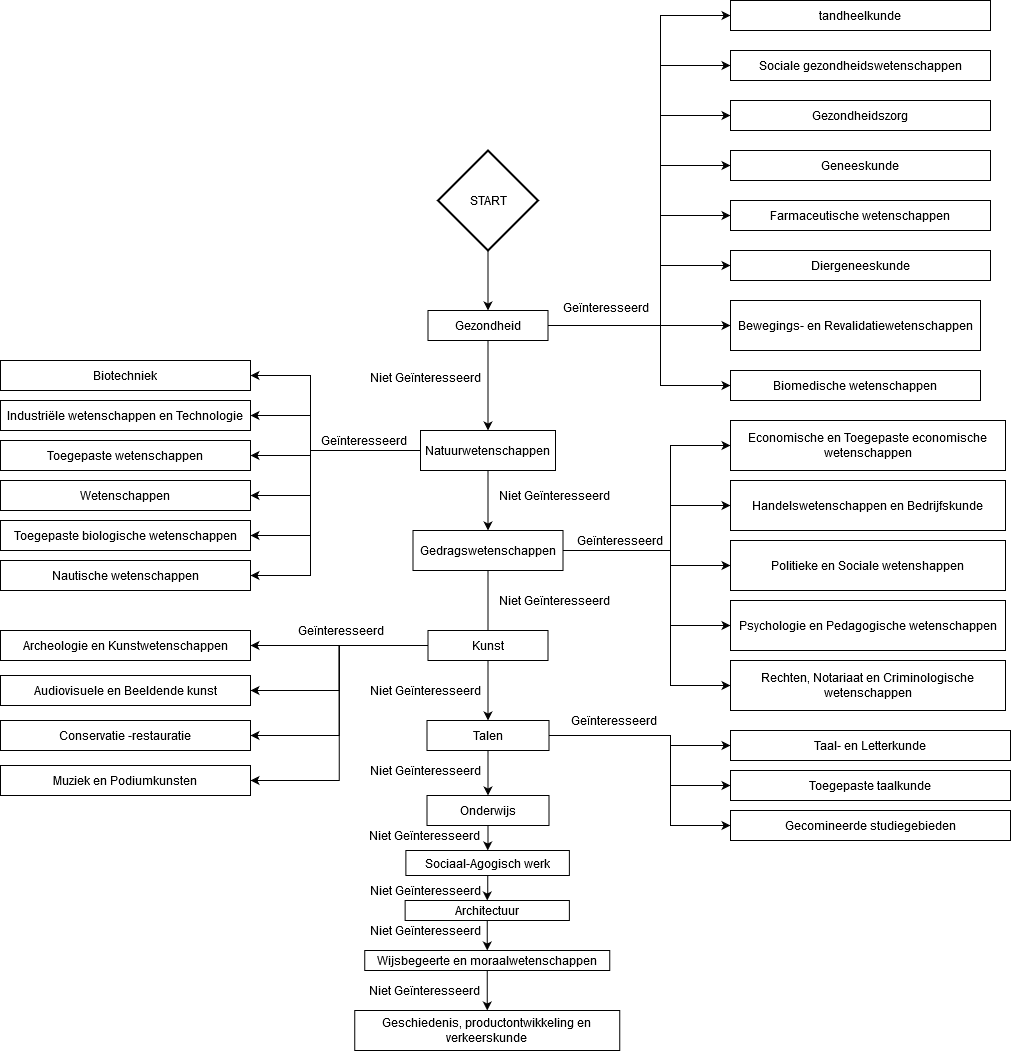 tandheelkunde
Sociale gezondheidswetenschappen
Gezondheidszorg
Geneeskunde
START
Farmaceutische wetenschappen
Diergeneeskunde
Geïnteresseerd
Gezondheid
Bewegings- en Revalidatiewetenschappen
Niet Geïnteresseerd
Biomedische wetenschappen
Biotechniek
Industriële wetenschappen en Technologie
Geïnteresseerd
Natuurwetenschappen
Toegepaste wetenschappen
Wetenschappen
Toegepaste biologische wetenschappen
Nautische wetenschappen
Economische en Toegepaste economische
wetenschappen
Niet Geïnteresseerd
Handelswetenschappen en Bedrijfskunde
Gedragswetenschappen
Geïnteresseerd
Politieke en Sociale wetenshappen
Niet Geïnteresseerd
Psychologie en Pedagogische wetenschappen
Rechten, Notariaat en Criminologische
wetenschappen
Geïnteresseerd
Kunst
Archeologie en Kunstwetenschappen
Audiovisuele en Beeldende kunst
Conservatie -restauratie
Muziek en Podiumkunsten
Niet Geïnteresseerd
Talen
Geïnteresseerd
Taal- en Letterkunde
Toegepaste taalkunde
Gecomineerde studiegebieden
Niet Geïnteresseerd
Onderwijs
Niet Geïnteresseerd
Sociaal-Agogisch werk
Niet Geïnteresseerd
Architectuur
Niet Geïnteresseerd
Wijsbegeerte en moraalwetenschappen
Niet Geïnteresseerd
Geschiedenis, productontwikkeling en
verkeerskunde